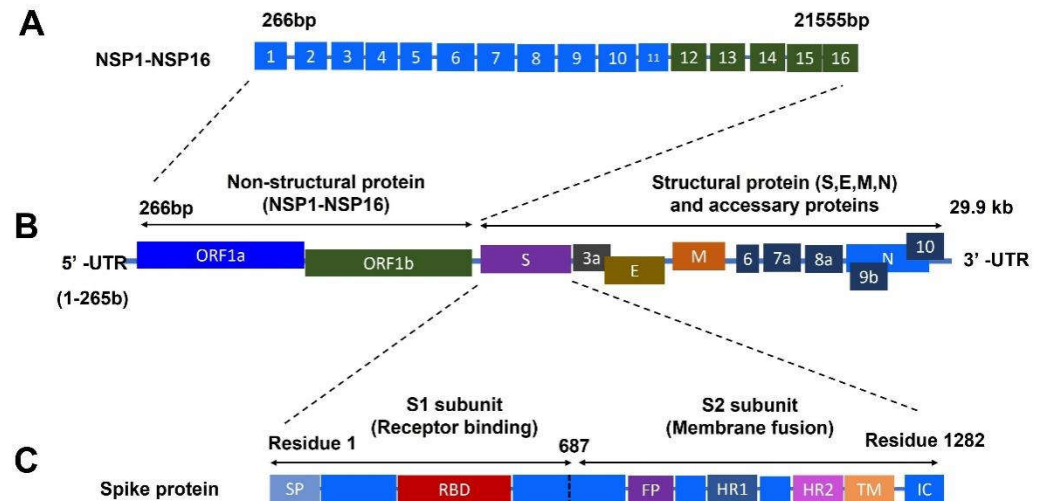 A
266bp
21555bp
NSP1-NSP16
1 2 3 4 5 6 7 8 9 10 11 12 13 14 15 16
Non-structural protein
(NSP1-NSP16)
Structural protein (S,E,M,N)
and accessary proteins
266bp
29.9 kb
B
5’ -UTR
(1-265b)
ORF1a
ORF1b
S
3a
E
M
6
7a
8a
9b
N
10
3’ -UTR
S1 subunit
(Receptor binding)
S2 subunit
(Membrane fusion)
Residue 1
687
Residue 1282
C
Spike protein
SP RBD FP HR1 HR2 TM IC